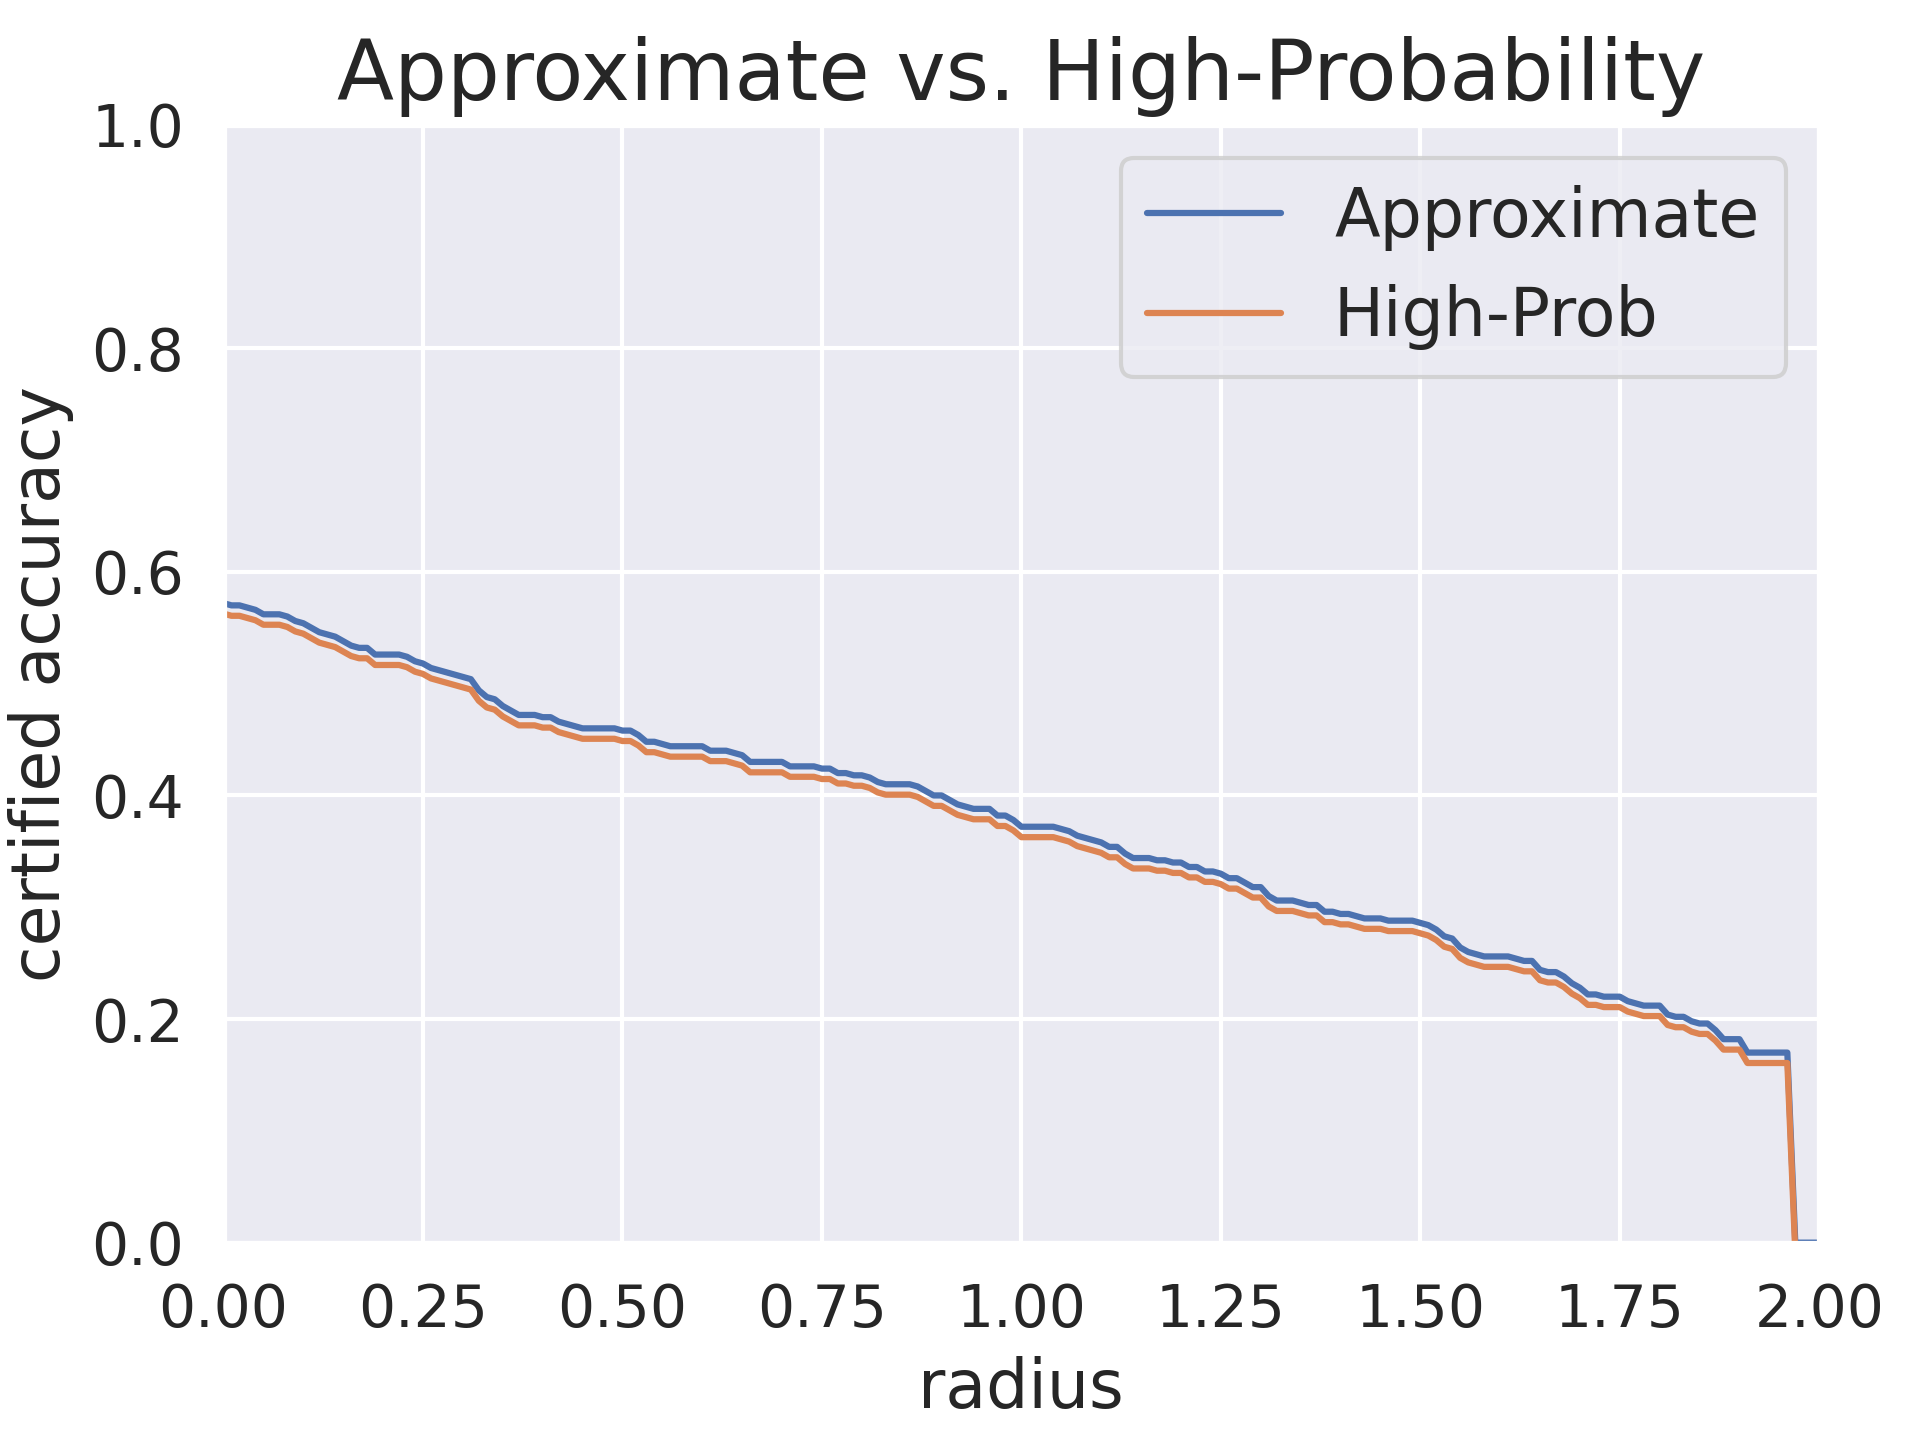 Approximate vs. High-Probability
1.0
0.8
0.6
0.4
0.2
0.0
certified accuracy
Approximate
High-Prob
0.00 0.25 0.50 0.75 1.00 1.25 1.50 1.75 2.00
radius